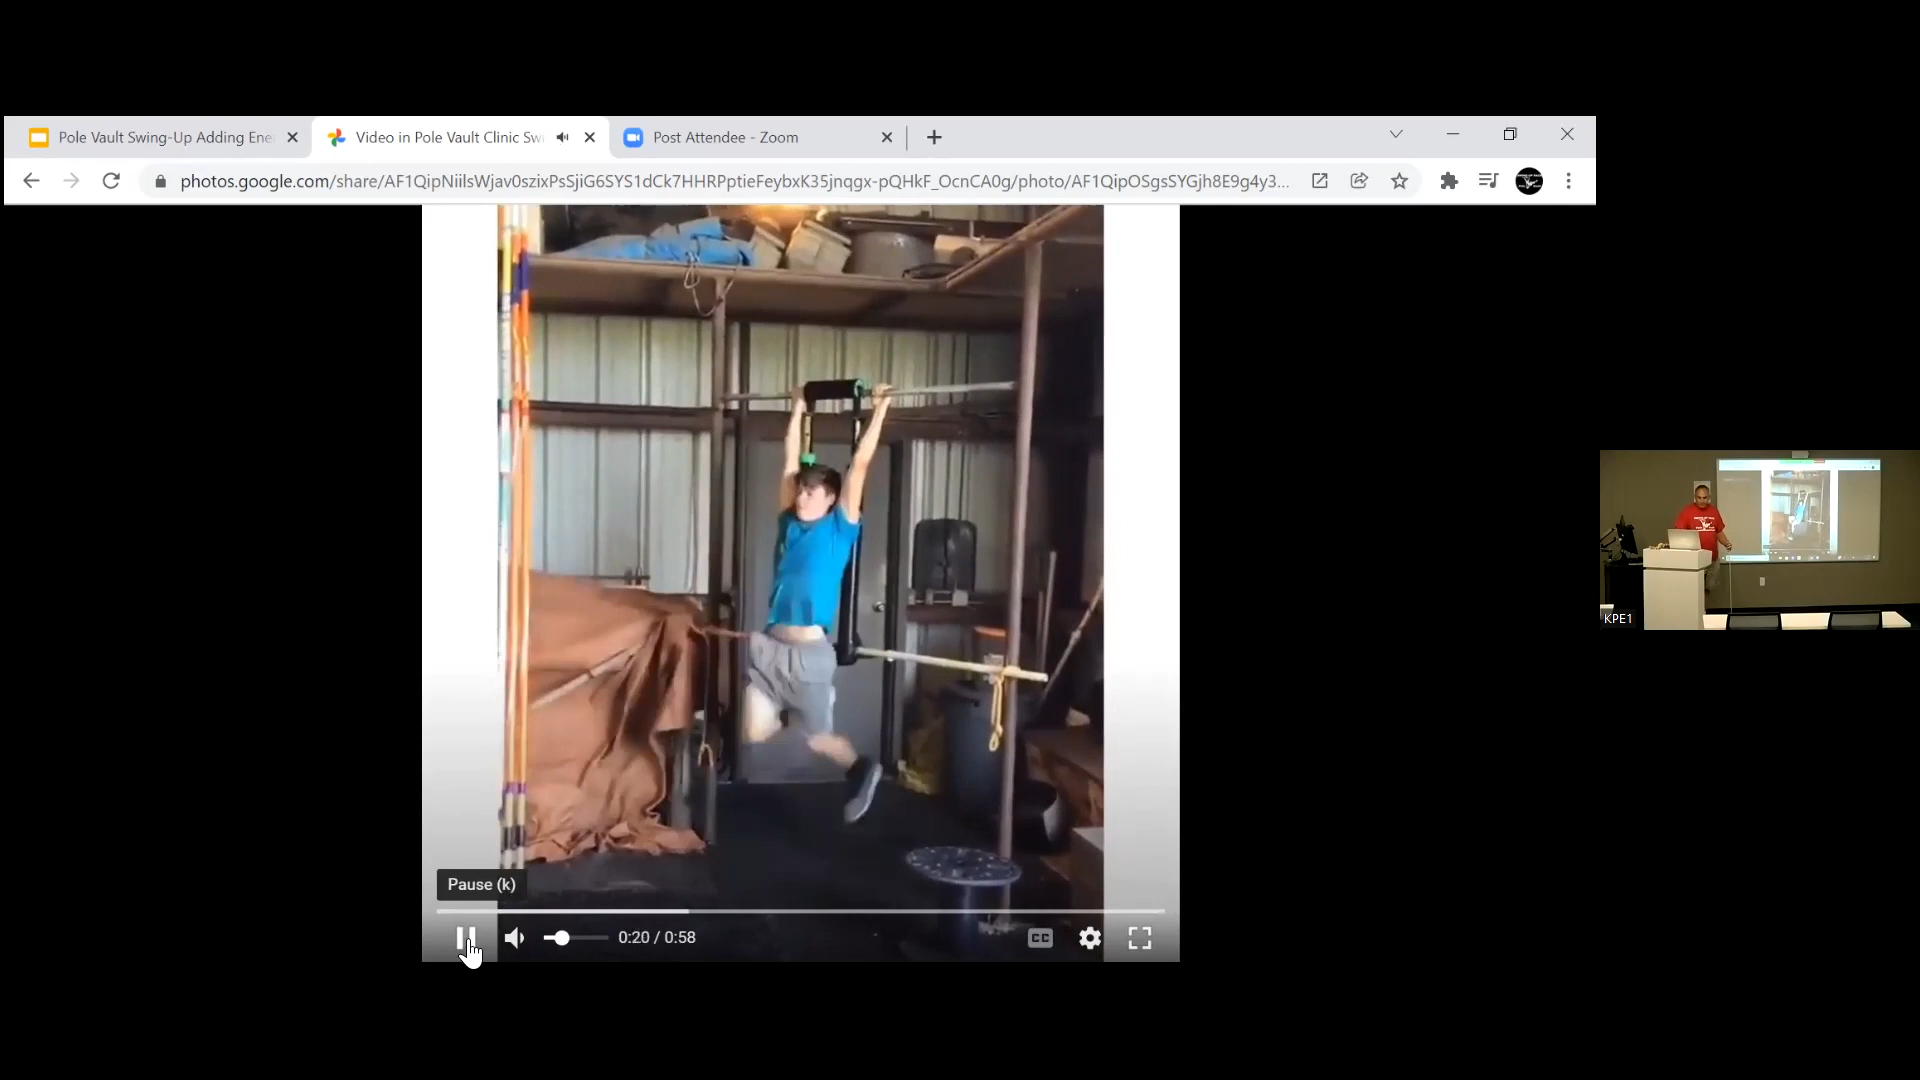 Pole Vault Swing-Up Adding Ene
Video in Pole Vault Clinic Sw
Post Attendee - Zoom
photos.google.com/share/AF1QipNiilsWjav0szixPsSjiG6SYS1dCk7HHRPptieFeybxK35jnqgx-pQHkF_OcnCA0g/photo/AF1QipOSgsSYGjh8E9g4y3...
KPE1
Pause (k)
0:20 / 0:58
CC